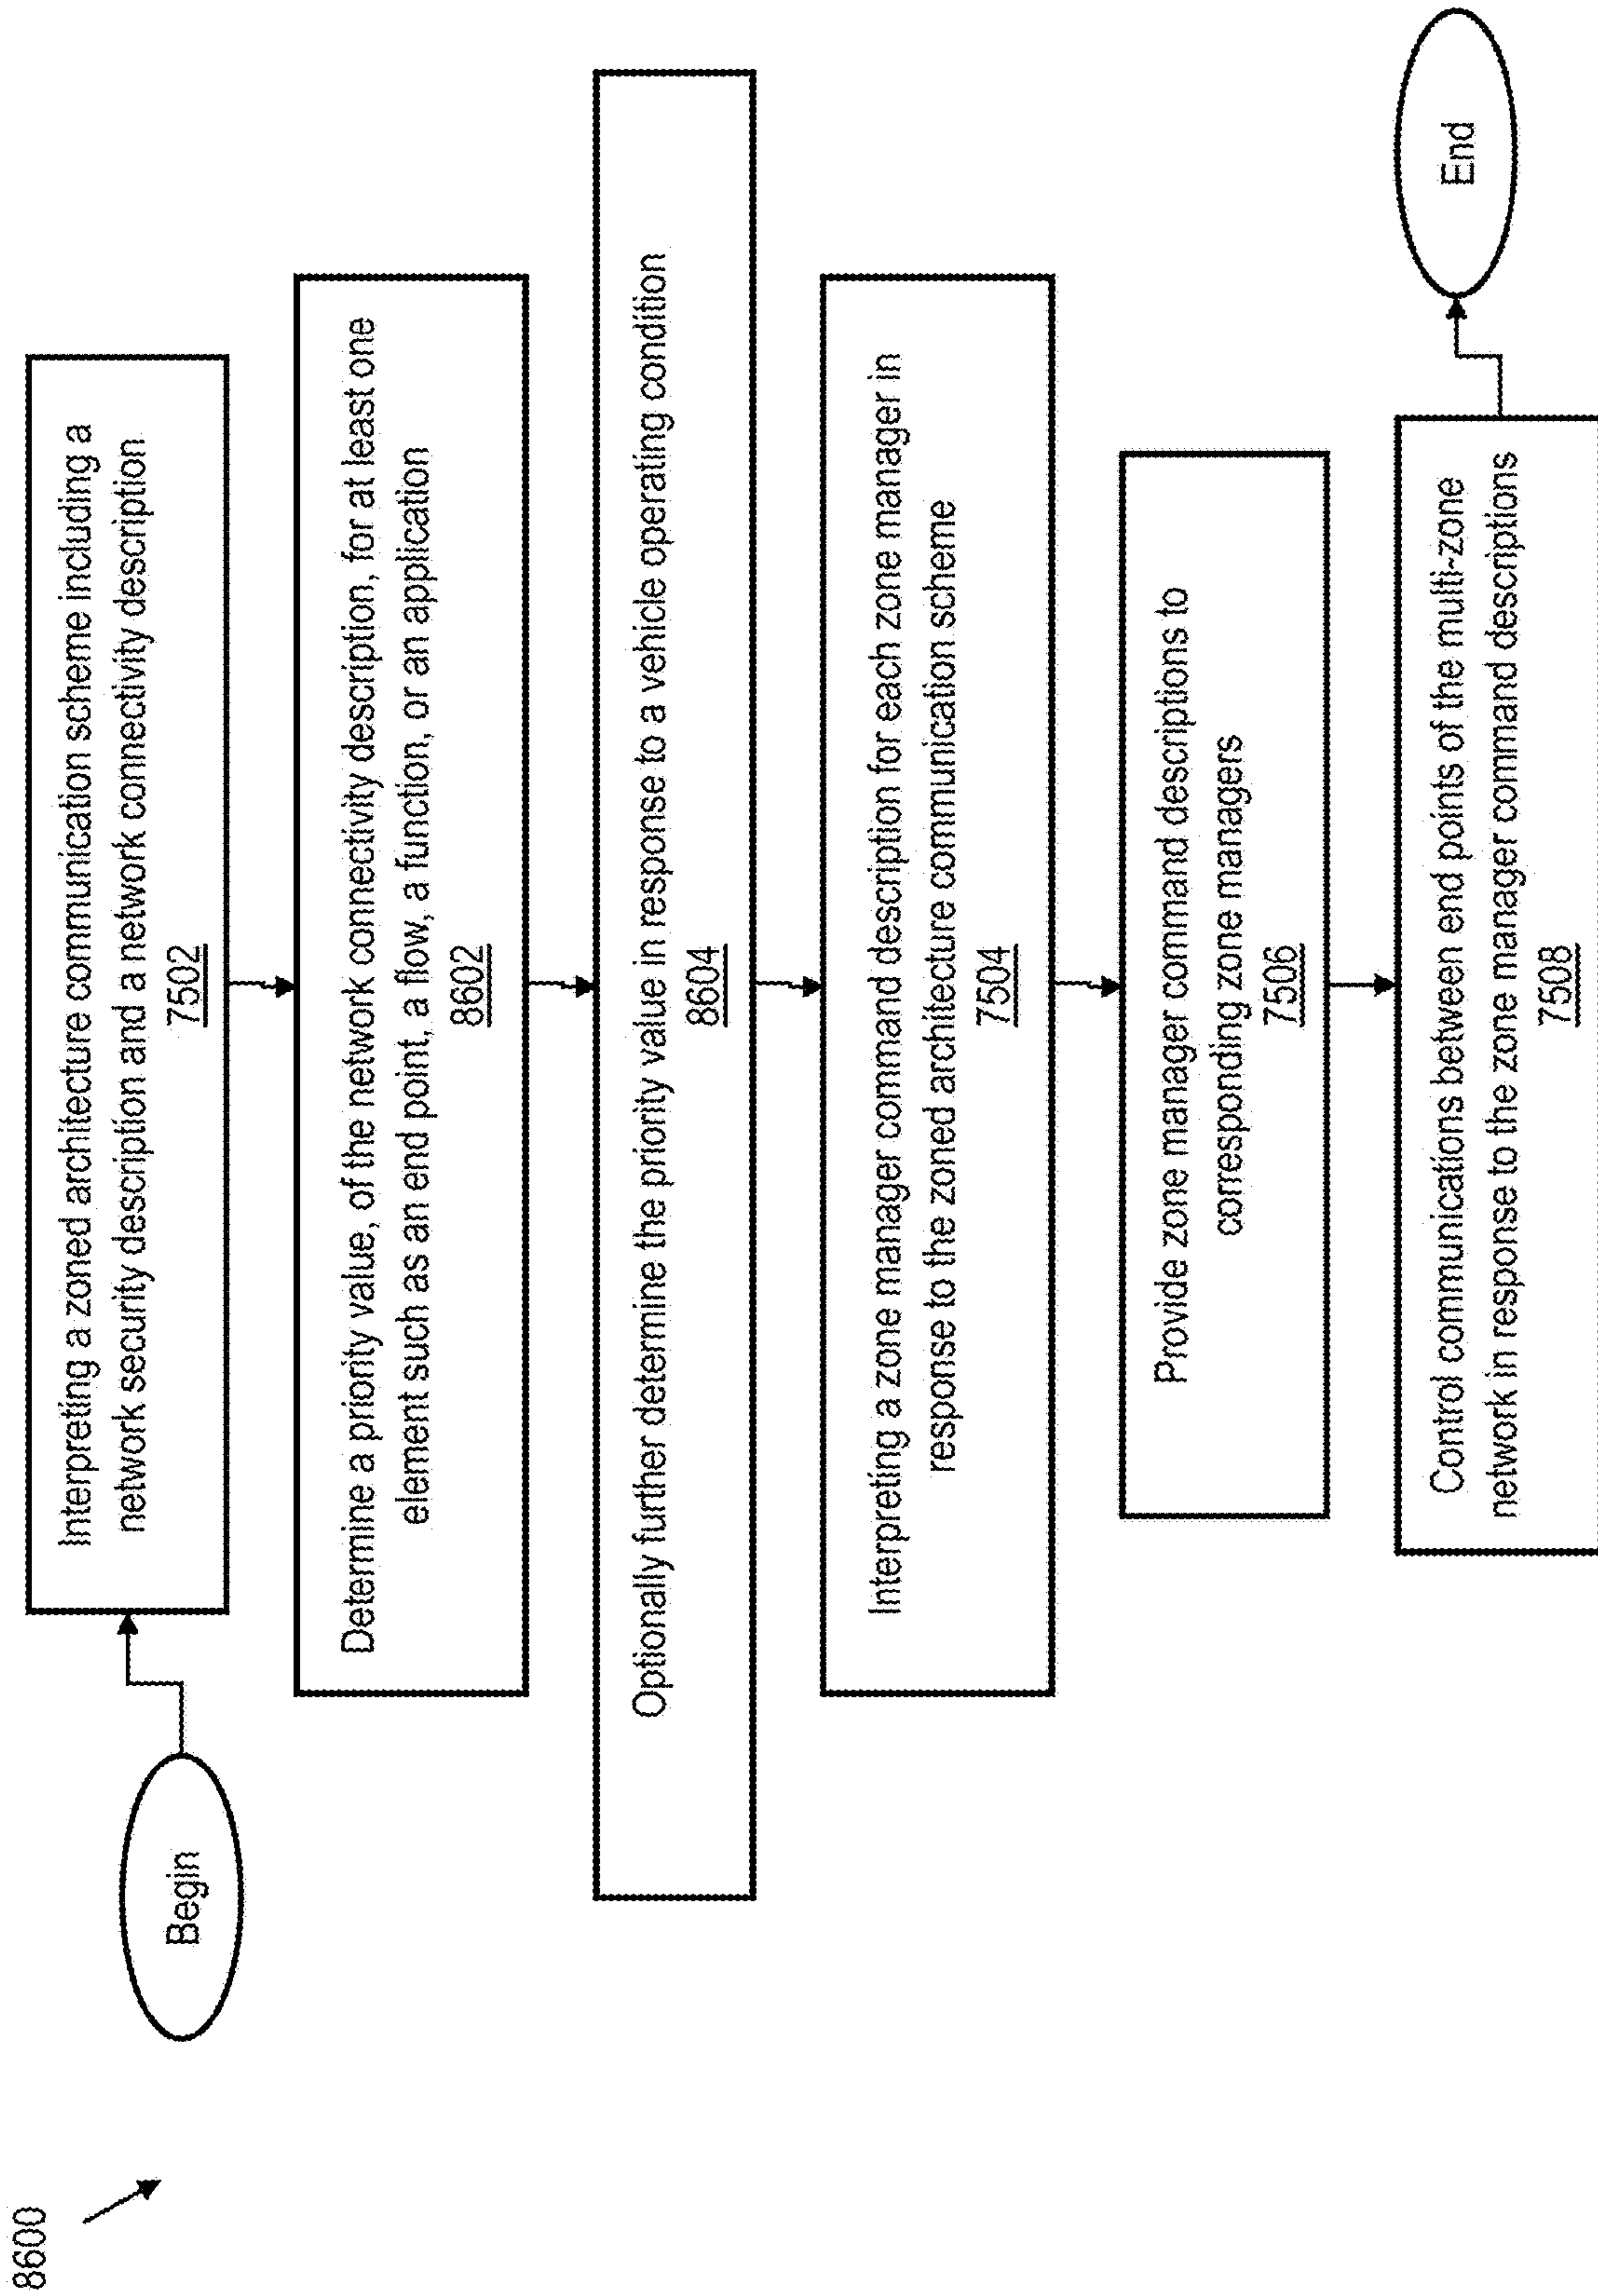 8600
Begin
Interpreting a zoned architecture communication scheme including a
network security description and a network connectivity description
7502
Determine a priority value, of the network connectivity description, for at least one
element such as an end point, a flow, a function, or an application
8602
Optionally further determine the priority value in response to a vehicle operating condition
8604
Interpreting a zone manager command description for each zone manager in
response to the zoned architecture communication scheme
7504
Provide zone manager command descriptions to
corresponding zone managers
7506
Control communications between end points of the multi-zone
network in response to the zone manager command descriptions
7508
End